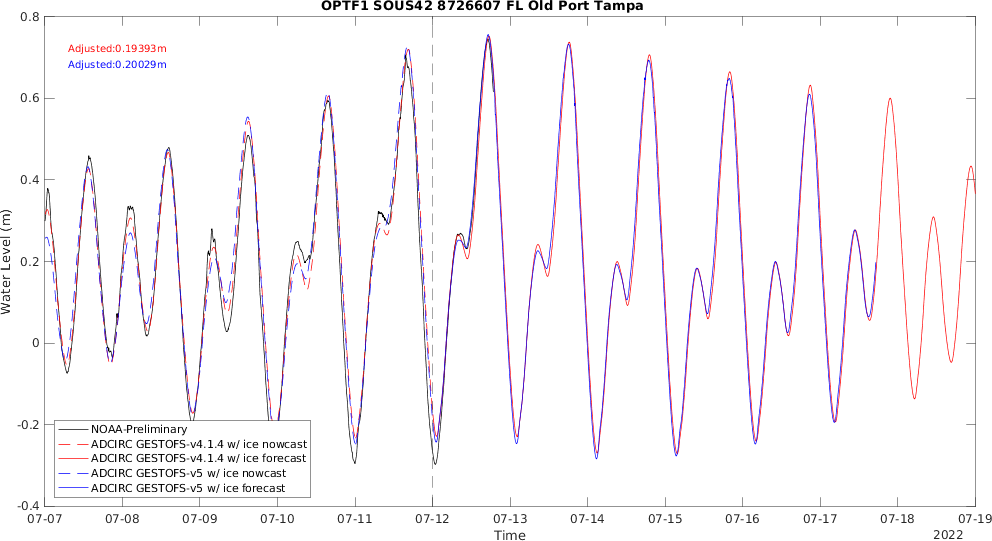 OPTF1 SOUS42 8726607 FL Old Port Tampa
0.8
0.6
0.4
0.2
0
-0.2
-0.4
Water Level (m)
Adjusted:0.19393m
Adjusted:0.20029m
NOAA-Preliminary
ADCIRC GESTOFS-v4.1.4 w/ ice nowcast
ADCIRC GESTOFS-v4.1.4 w/ ice forecast
ADCIRC GESTOFS-v5 w/ ice nowcast
ADCIRC GESTOFS-v5 w/ ice forecast
07-07 07-08 07-09 07-10 07-11 07-12 07-13 07-14 07-15 07-16 07-17 07-18 07-19
Time
2022